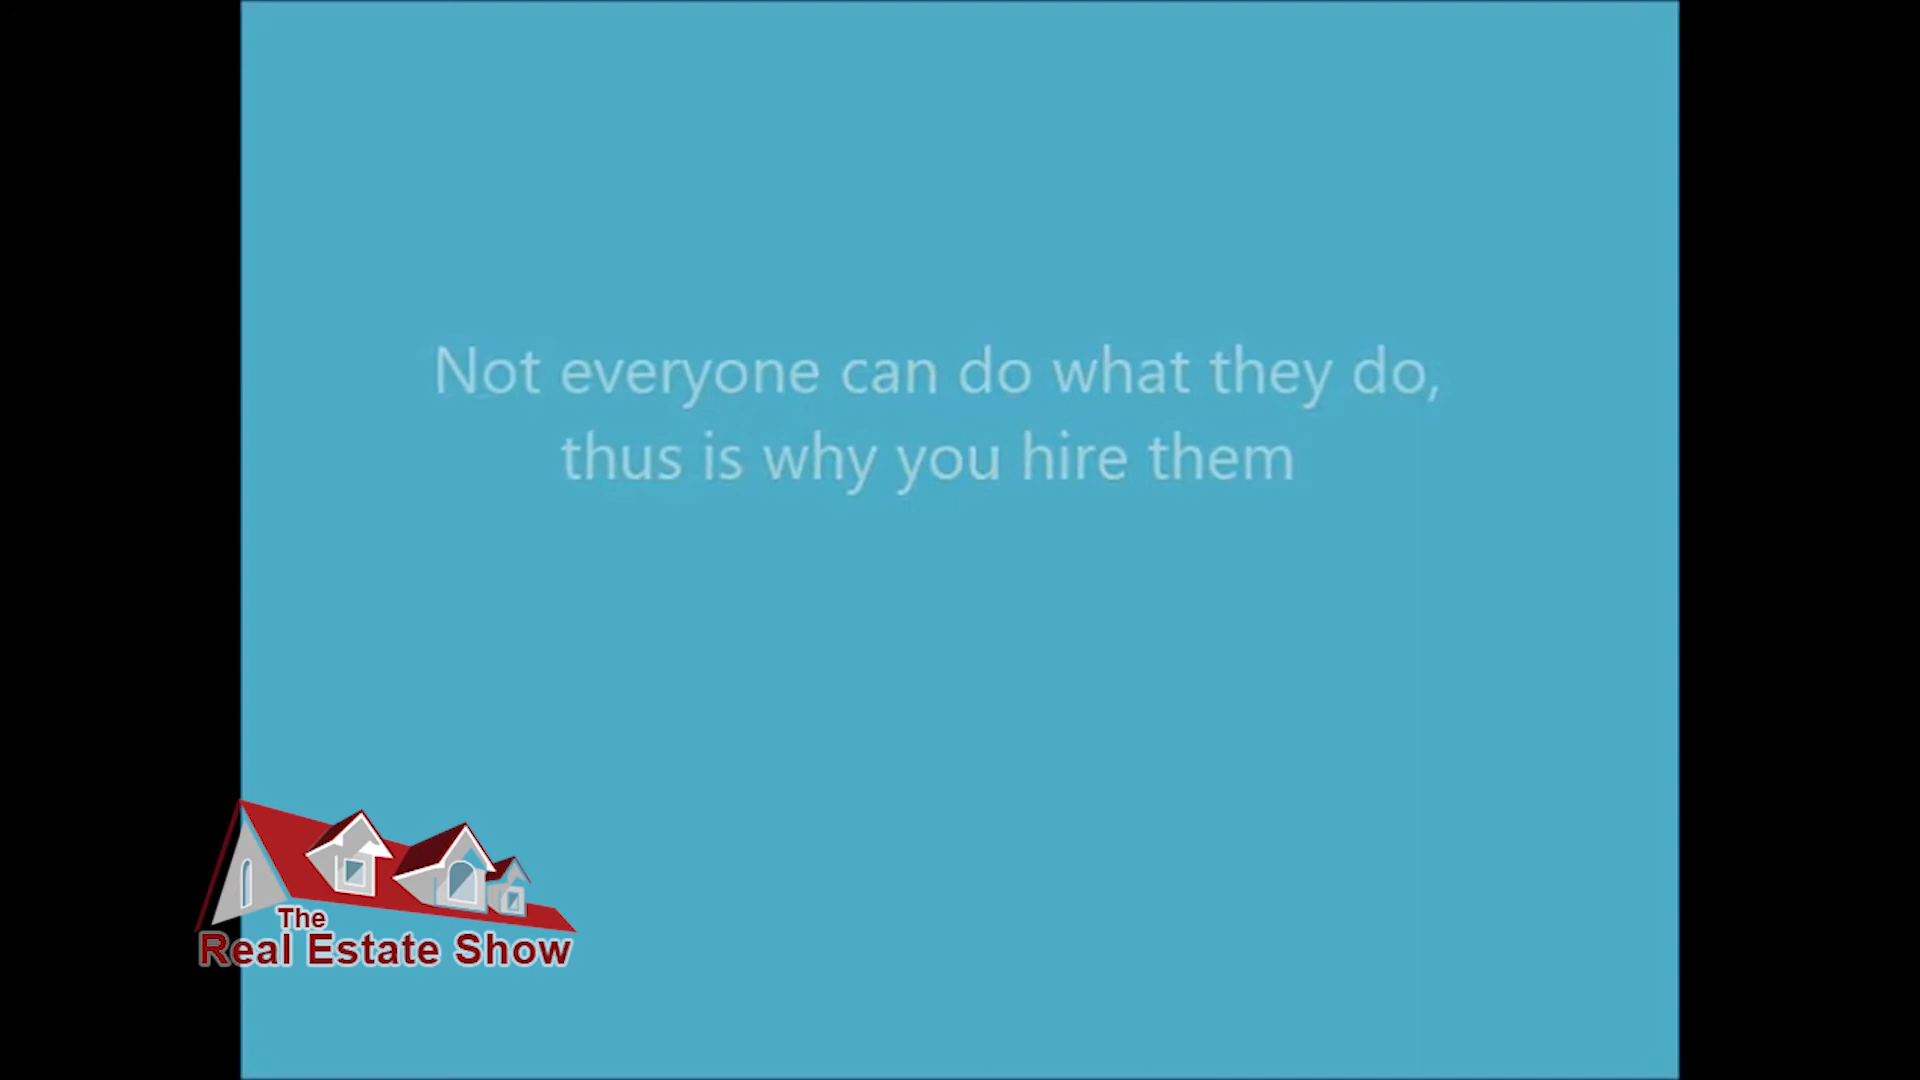 Not everyone can do what they do,
thus is why you hire them
The
Real Estate Show